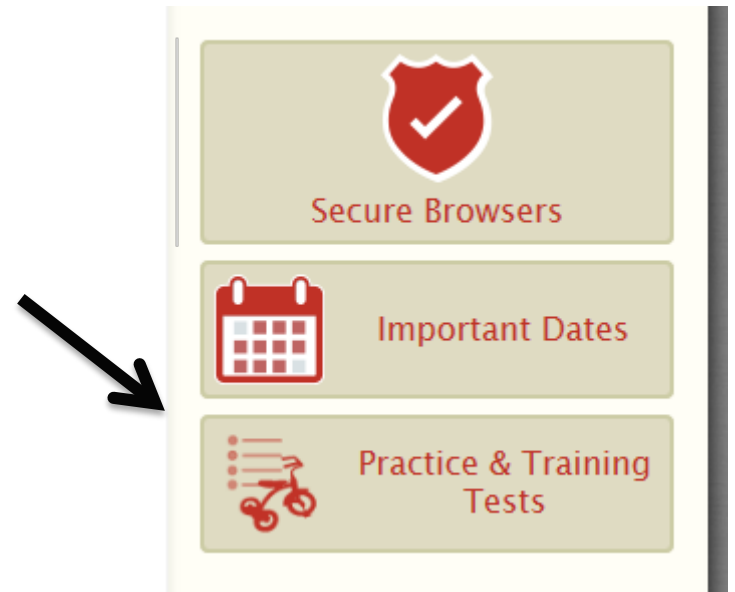 Secure Browsers
Important Dates
Practice & Training
Tests